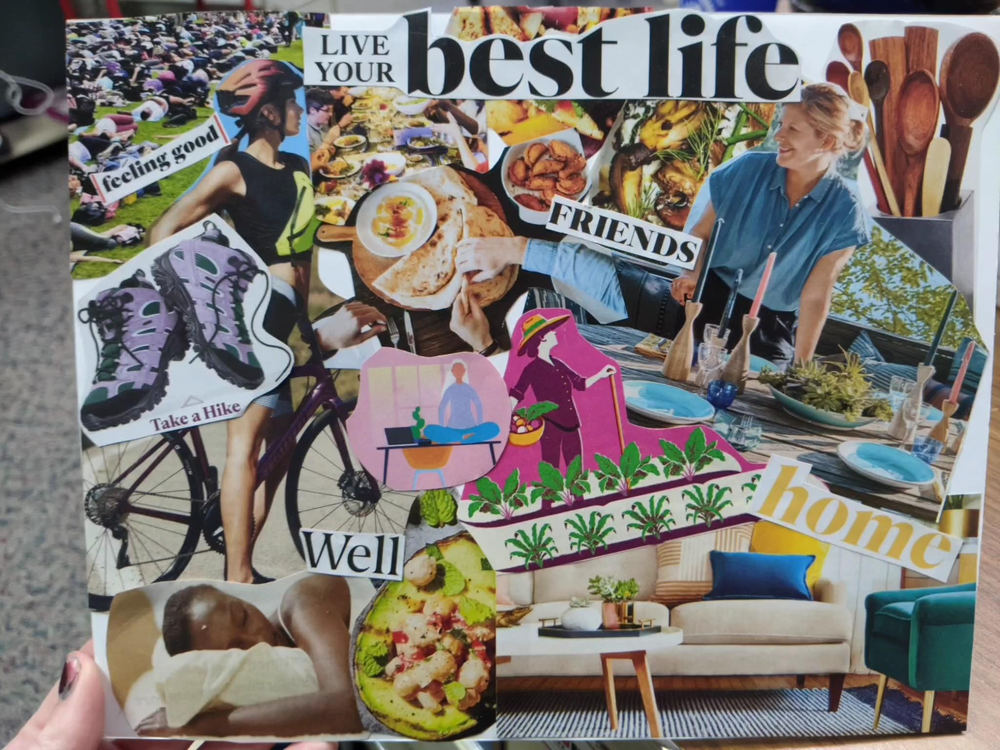 LIVE
YOUR
best life
feeling good
FRIENDS
Take a Hike
home
Well